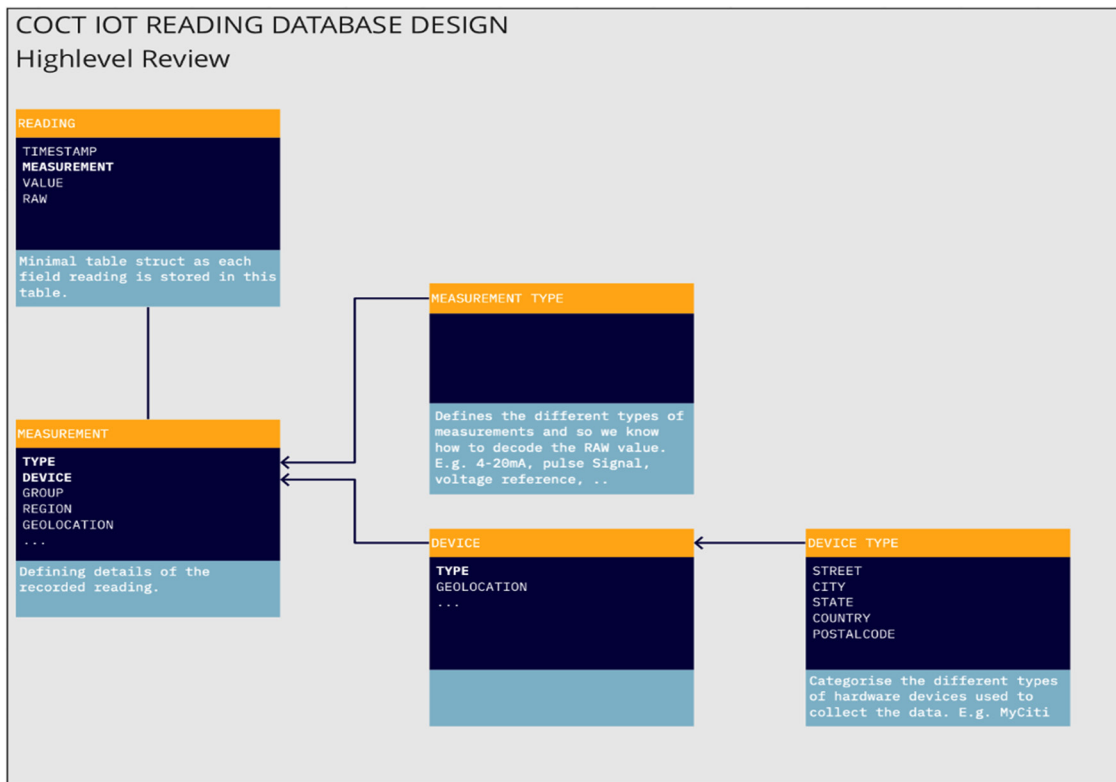 COCT IOT READING DATABASE DESIGN
Highlevel Review
READING
TIMESTAMP
MEASUREMENT
VALUE
RAW
Minimal table struct as each
field reading is stored in this
table.
MEASUREMENT
TYPE
DEVICE
GROUP
REGION
GEOLOCATION
...
Defining details of the
recorded reading.
MEASUREMENT TYPE
Defines the different types of
measurements and so we know
how to decode the RAW value.
E.g. 4-20mA, pulse Signal,
voltage reference, ..
DEVICE
TYPE
GEOLOCATION
...
DEVICE TYPE
STREET
CITY
STATE
COUNTRY
POSTALCODE
Categorise the different types
of hardware devices used to
collect the data. E.g. MyCiti